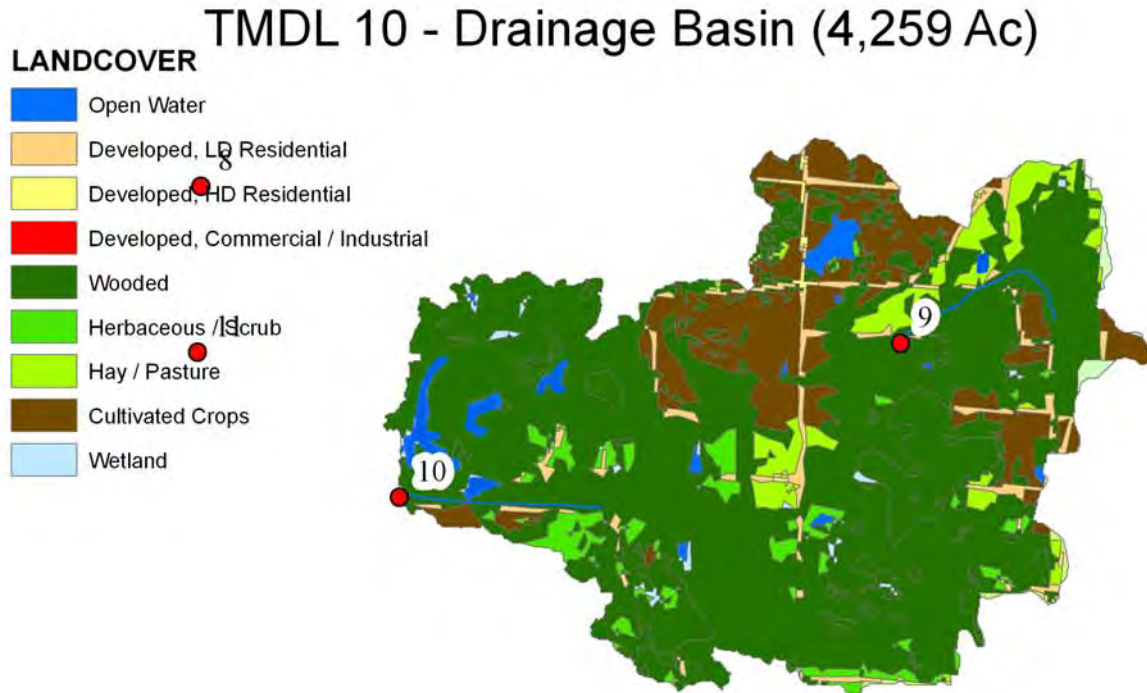 TMDL 10 - Drainage Basin (4,259 Ac)
LANDCOVER
Open Water
Developed, LD Residential
8
Developed, HD Residential
Developed, Commercial / Industrial
Wooded
Herbaceous / Scrub
11
Hay / Pasture
Cultivated Crops
Wetland
9
10